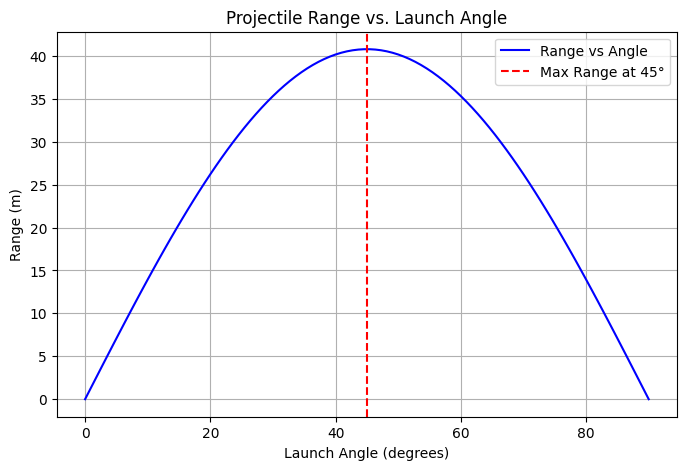 Projectile Range vs. Launch Angle
Range vs Angle
Max Range at 45°
40
35
30
25
20
15
10
5
0
Range (m)
0 20 40 60 80
Launch Angle (degrees)